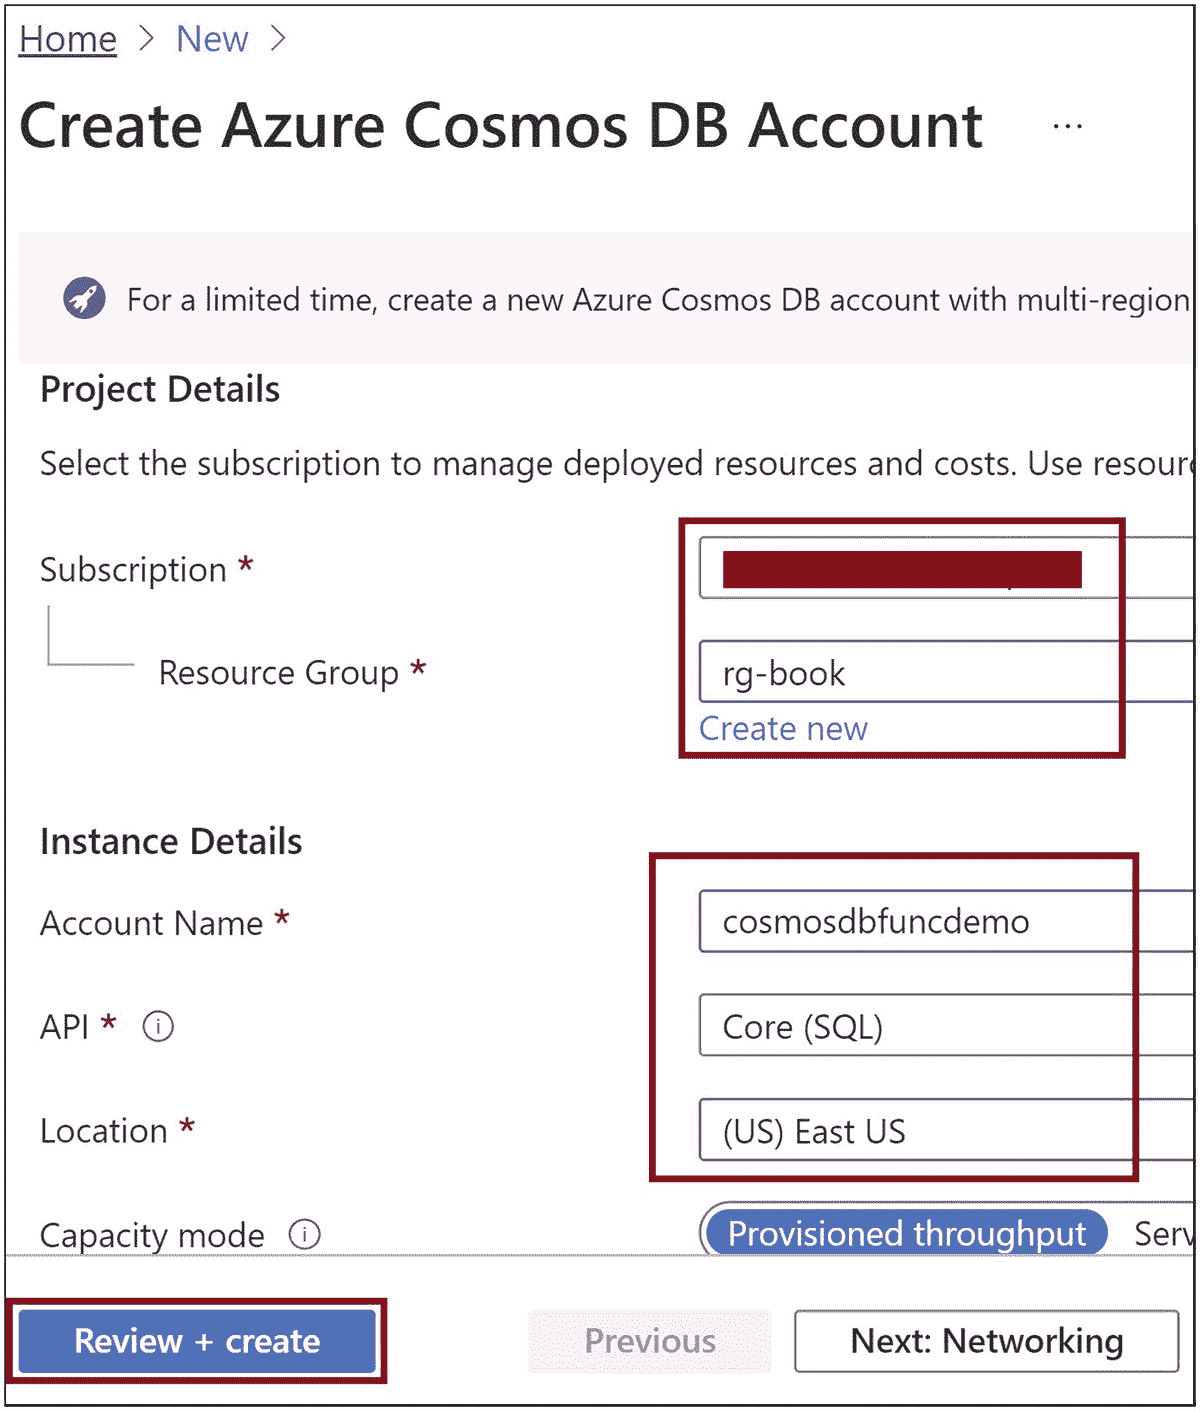 Home > New >
Create Azure Cosmos DB Account ...
For a limited time, create a new Azure Cosmos DB account with multi-region
Project Details
Select the subscription to manage deployed resources and costs. Use resour
Subscription *
Resource Group * rg-book
Create new
Instance Details
Account Name * cosmosdbfuncdemo
API * Core (SQL)
Location * (US) East US
Capacity mode Provisioned throughput Serv
Review + create Previous Next: Networking